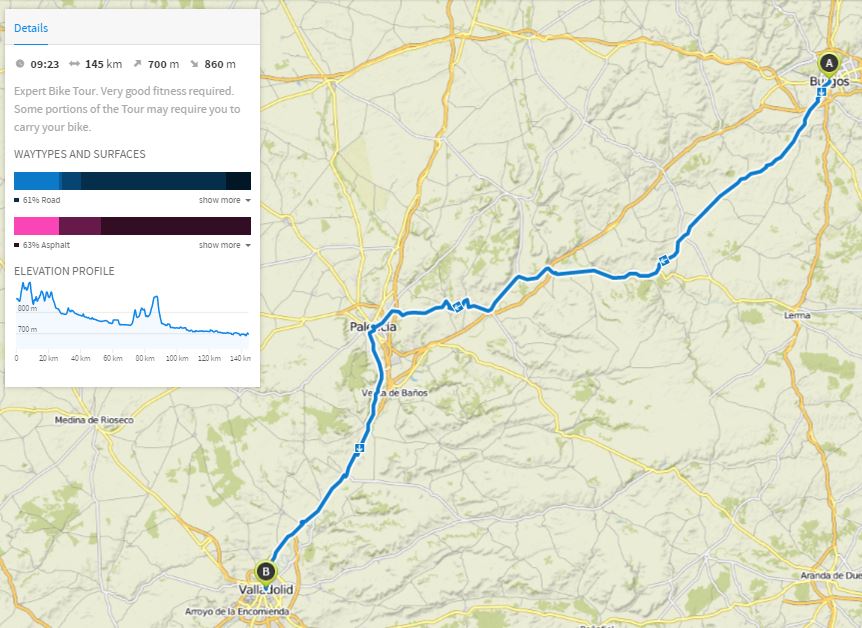 Details
09:23 145 km 700 m 860 m
Expert Bike Tour. Very good fitness required.
Some portions of the Tour may require you to
carry your bike.
WAYTYPES AND SURFACES
61% Road show more
63% Asphalt show more
ELEVATION PROFILE
800 m
700 m
0 20 km 40 km 60 km 80 km 100 km 120 km 140 km
A
Burgos
Lerma
Palencia
Venta de Baños
Medina de Rioseco
B
Valladolid
Aranda de Due
Arroyo de la Encomienda